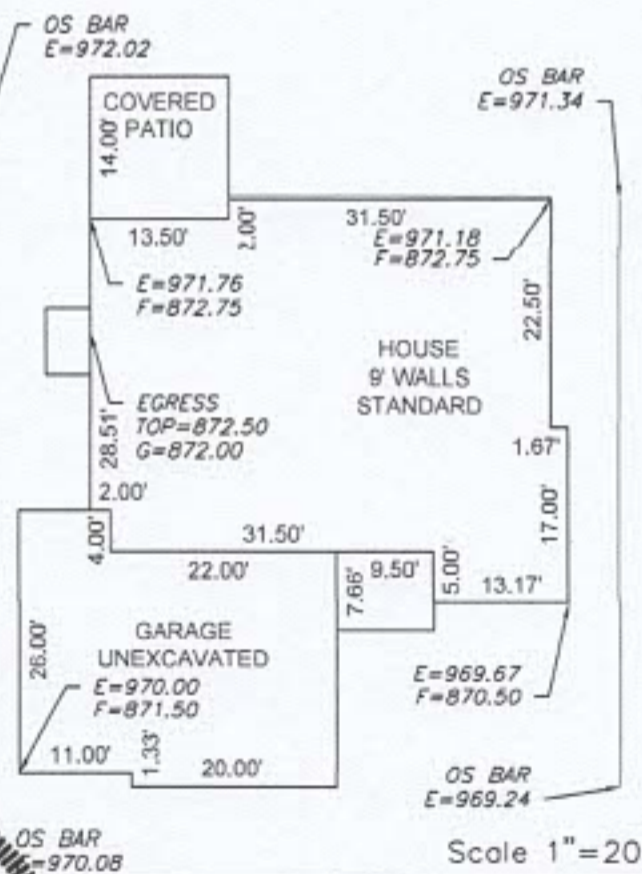 OS BAR
E=972.02
COVERED
PATIO
14.00'
OS BAR
E=971.34
13.50'
2.00'
31.50'
E=971.18
F=872.75
E=971.76
F=872.75
22.50'
HOUSE
9' WALLS
STANDARD
EGRESS
TOP=872.50
G=872.00
28.51'
1.67'
2.00'
17.00'
4.00'
31.50'
22.00'
9.50'
5.00'
7.66'
13.17'
26.00'
GARAGE
UNEXCAVATED
E=970.00
F=871.50
E=969.67
F=870.50
11.00'
1.33'
20.00'
OS BAR
E=969.24
OS BAR
E=970.08
Scale 1"=20